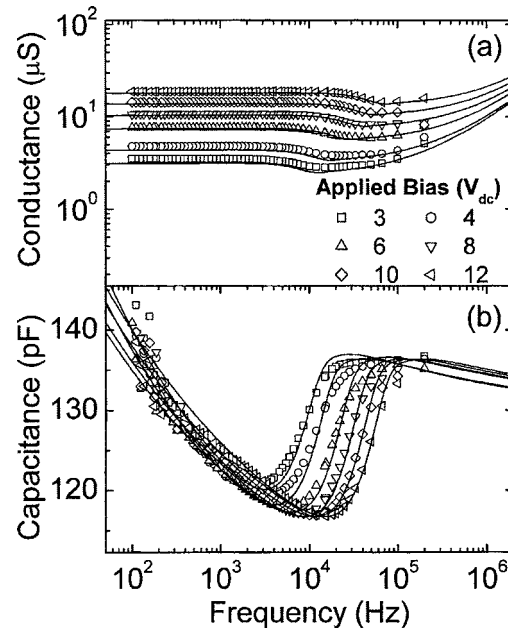 (a)
10²
10¹
10⁰
Conductance (μS)
Applied Bias (Vdc)
3 4
6 8
10 12
(b)
140
130
120
Capacitance (pF)
10² 10³ 10⁴ 10⁵ 10⁶
Frequency (Hz)